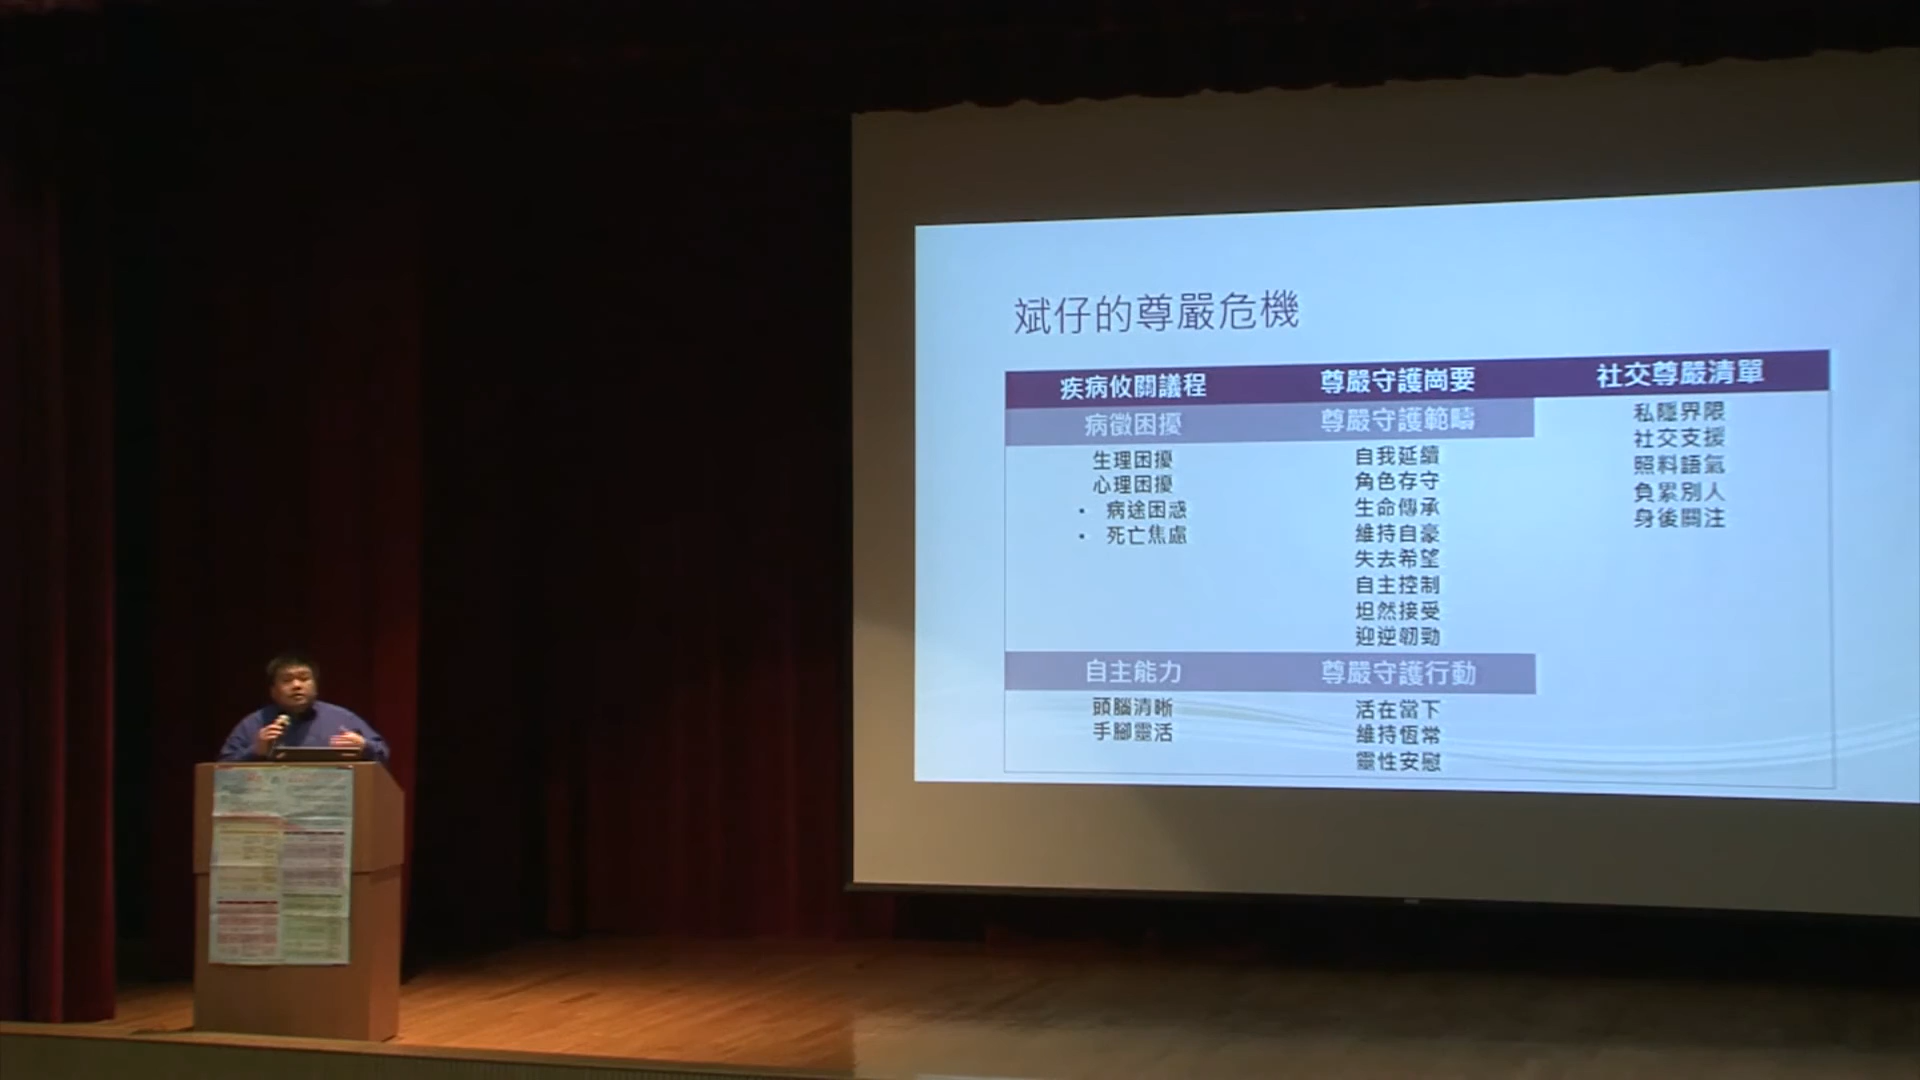 斌仔的尊嚴危機
疾病攸關議程 尊嚴守護崗要 社交尊嚴清單
病徵困擾 尊嚴守護範疇
生理困擾
心理困擾
• 病途困惑
• 死亡焦慮
自我延續
角色存守
生命傳承
維持自豪
失去希望
自主控制
坦然接受
迎逆韌勁
私隱界限
社交支援
照料語氣
負累別人
身後關注
自主能力 尊嚴守護行動
頭腦清晰
手腳靈活
活在當下
維持恆常
靈性安慰